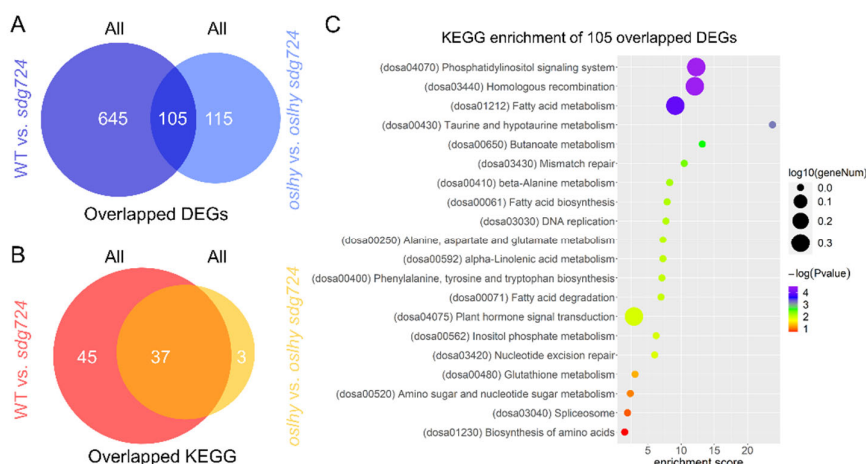 A
All
All
WT vs. sdg724
645
105
115
oslhy vs. oslhy sdg724
Overlapped DEGs
B
All
All
WT vs. sdg724
45
37
3
oslhy vs. oslhy sdg724
Overlapped KEGG
C
KEGG enrichment of 105 overlapped DEGs
(dosa04070) Phosphatidylinositol signaling system
(dosa03440) Homologous recombination
(dosa01212) Fatty acid metabolism
(dosa00430) Taurine and hypotaurine metabolism
(dosa00650) Butanoate metabolism
(dosa03430) Mismatch repair
(dosa00410) beta-Alanine metabolism
(dosa00061) Fatty acid biosynthesis
(dosa03030) DNA replication
(dosa00250) Alanine, aspartate and glutamate metabolism
(dosa00592) alpha-Linolenic acid metabolism
(dosa00400) Phenylalanine, tyrosine and tryptophan biosynthesis
(dosa00071) Fatty acid degradation
(dosa04075) Plant hormone signal transduction
(dosa00562) Inositol phosphate metabolism
(dosa03420) Nucleotide excision repair
(dosa00480) Glutathione metabolism
(dosa00520) Amino sugar and nucleotide sugar metabolism
(dosa03040) Spliceosome
(dosa01230) Biosynthesis of amino acids
5 10 15 20
enrichment score
log10(geneNum)
0.0
0.1
0.2
0.3
−log(Pvalue)
4
3
2
1